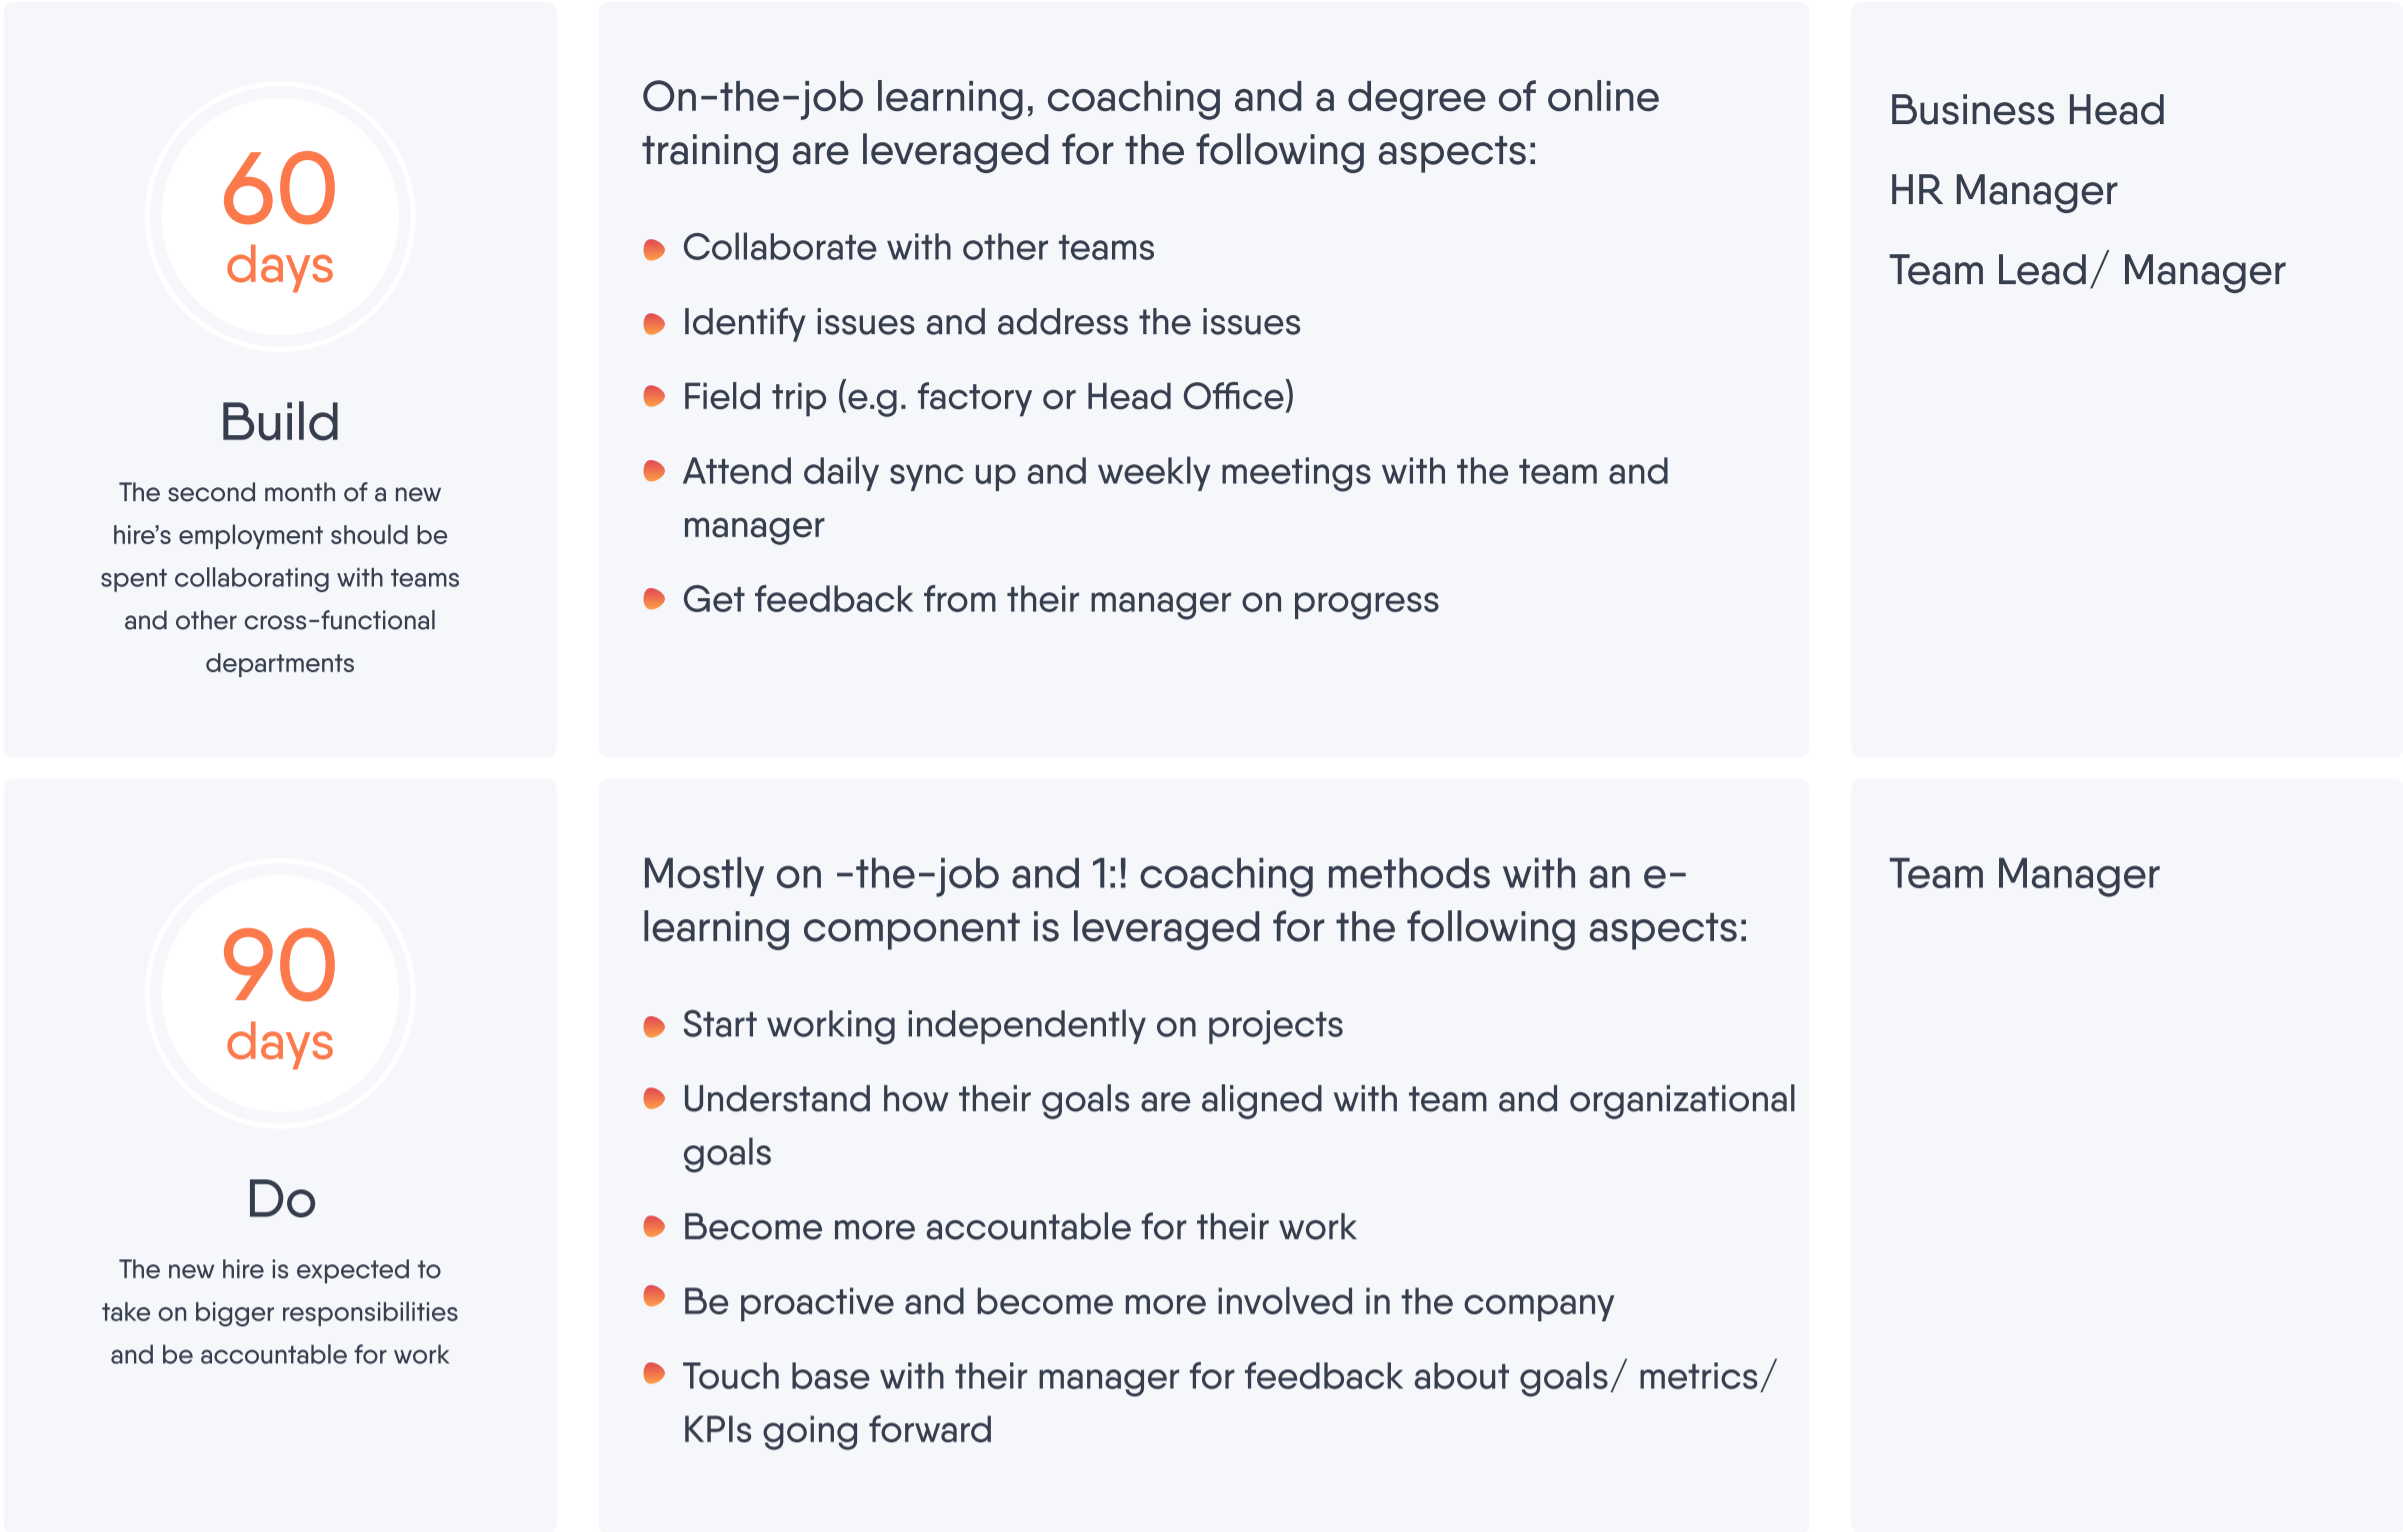 60
days
Build
The second month of a new
hire’s employment should be
spent collaborating with teams
and other cross-functional
departments
On-the-job learning, coaching and a degree of online
training are leveraged for the following aspects:
Collaborate with other teams
Identify issues and address the issues
Field trip (e.g. factory or Head Office)
Attend daily sync up and weekly meetings with the team and
manager
Get feedback from their manager on progress
Business Head
HR Manager
Team Lead/ Manager
90
days
Do
The new hire is expected to
take on bigger responsibilities
and be accountable for work
Mostly on -the-job and 1:! coaching methods with an e-
learning component is leveraged for the following aspects:
Start working independently on projects
Understand how their goals are aligned with team and organizational
goals
Become more accountable for their work
Be proactive and become more involved in the company
Touch base with their manager for feedback about goals/ metrics/
KPIs going forward
Team Manager